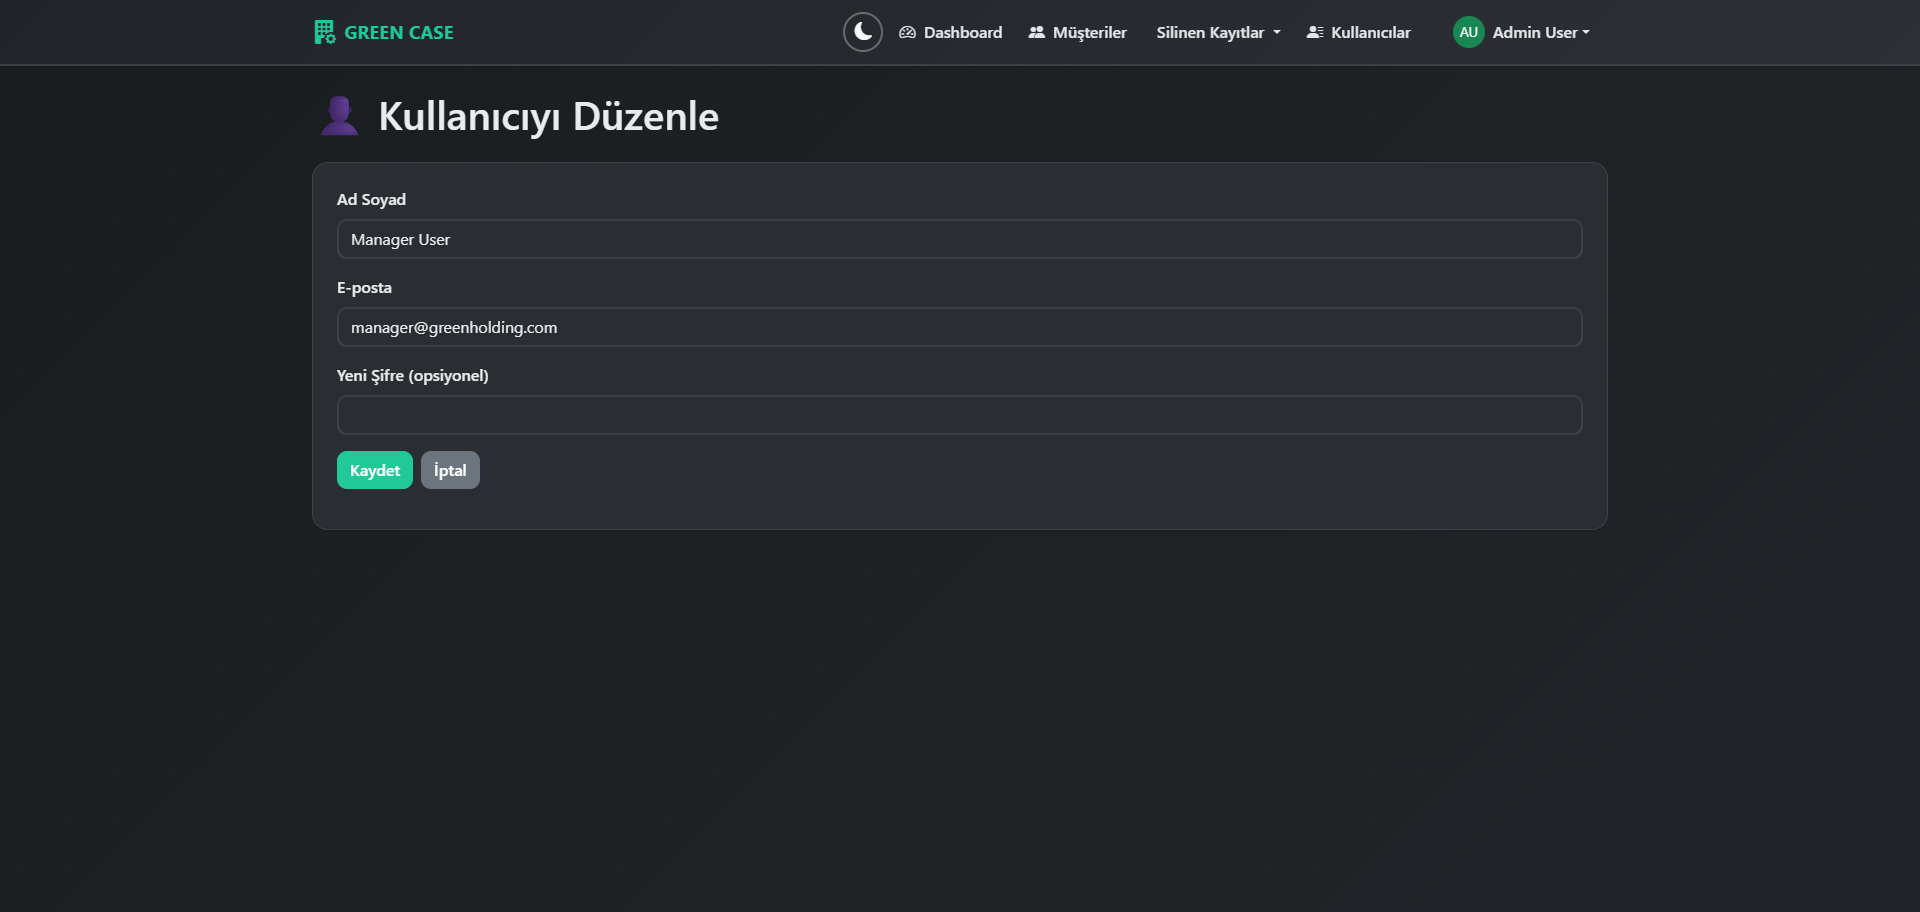 GREEN CASE
Dashboard
Müşteriler
Silinen Kayıtlar
Kullanıcılar
AU
Admin User
Kullanıcıyı Düzenle
Ad Soyad
Manager User
E-posta
manager@greenholding.com
Yeni Şifre (opsiyonel)
Kaydet
İptal